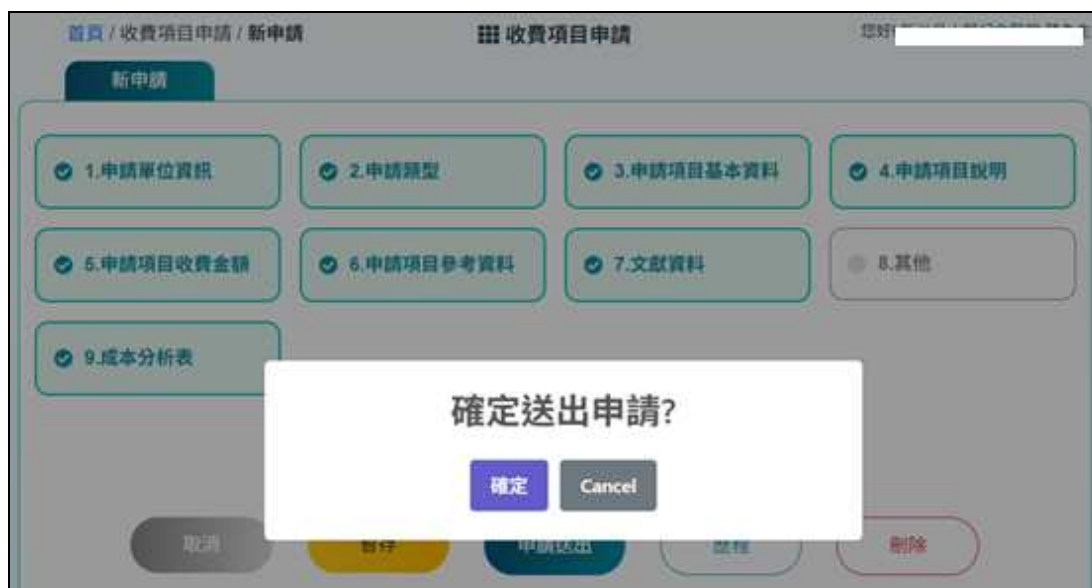 首頁 / 收費項目申請 / 新申請
收費項目申請
您好
新申請
1.申請單位資訊
2.申請類型
3.申請項目基本資料
4.申請項目說明
5.申請項目收費金額
6.申請項目參考資料
7.文獻資料
8.其他
9.成本分析表
確定送出申請?
確定
Cancel
取消
暫存
申請送出
歷程
刪除